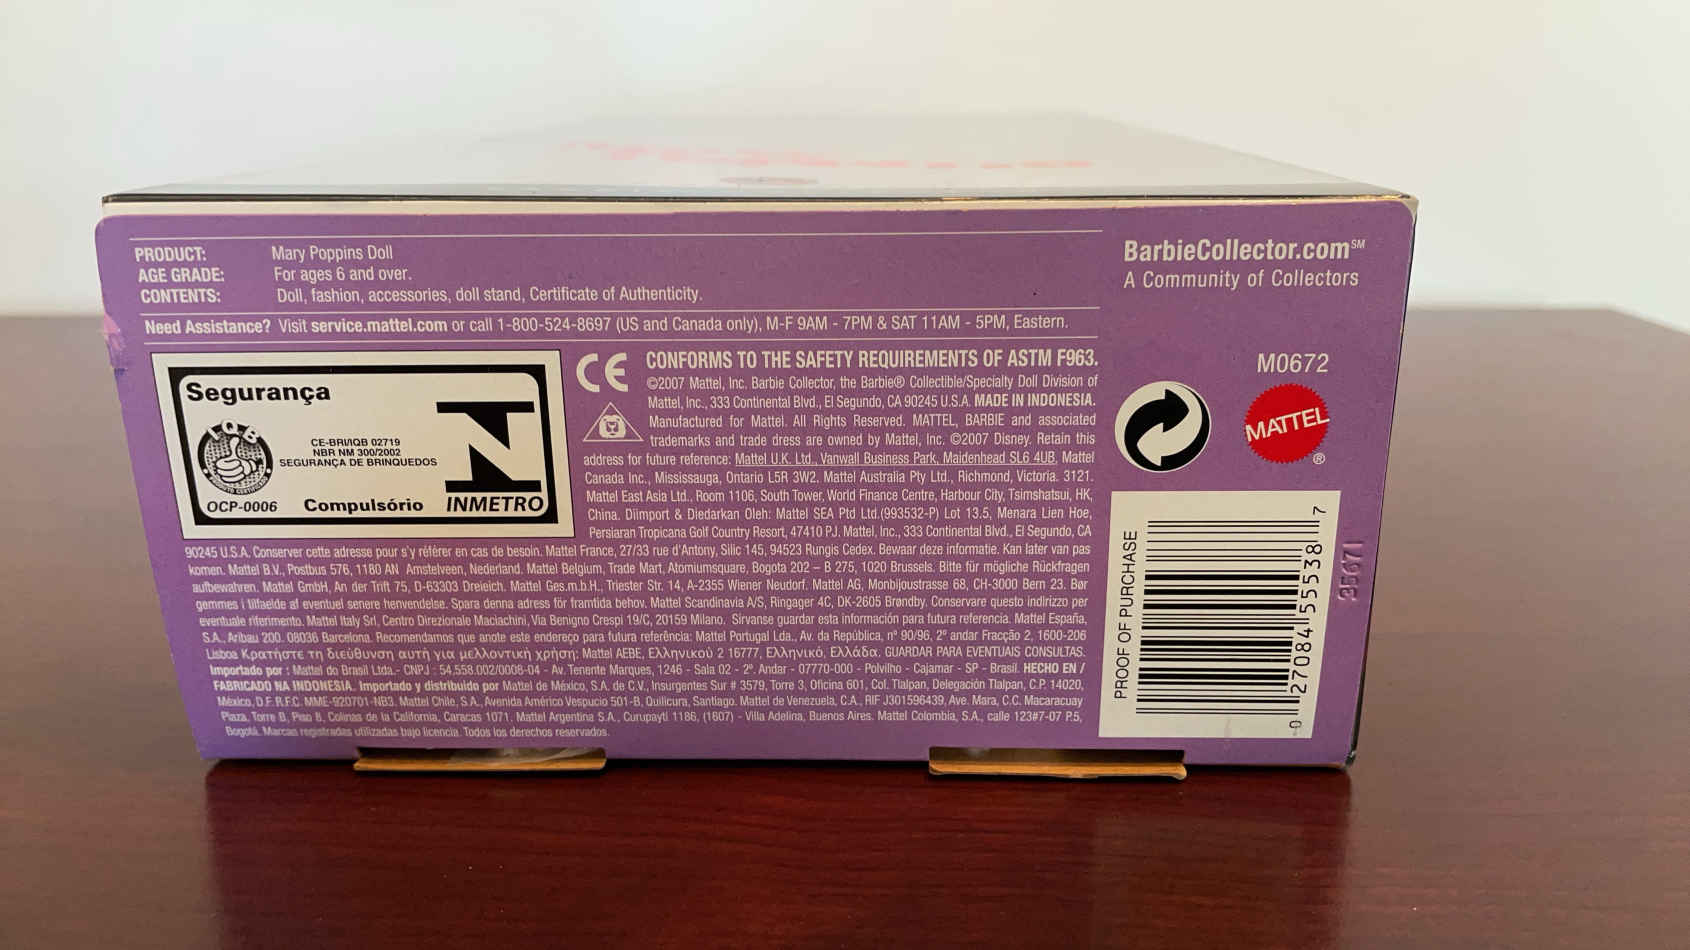 PRODUCT: Mary Poppins Doll
AGE GRADE: For ages 6 and over.
CONTENTS: Doll, fashion, accessories, doll stand, Certificate of Authenticity.
Need Assistance? Visit service.mattel.com or call 1-800-524-8697 (US and Canada only), M-F 9AM - 7PM & SAT 11AM - 5PM, Eastern.
BarbieCollector.com℠
A Community of Collectors
Segurança
IQB
CE-BRI/IQB 02719
NBR NM 300/2002
SEGURANÇA DE BRINQUEDOS
PRODUTO CERTIFICADO
OCP-0006 Compulsório INMETRO
CE
CONFORMS TO THE SAFETY REQUIREMENTS OF ASTM F963.
©2007 Mattel, Inc. Barbie Collector, the Barbie® Collectible/Specialty Doll Division of
Mattel, Inc., 333 Continental Blvd., El Segundo, CA 90245 U.S.A. MADE IN INDONESIA.
Manufactured for Mattel. All Rights Reserved. MATTEL, BARBIE and associated
trademarks and trade dress are owned by Mattel, Inc. ©2007 Disney. Retain this
address for future reference: Mattel U.K. Ltd., Vanwall Business Park, Maidenhead SL6 4UB. Mattel
Canada Inc., Mississauga, Ontario L5R 3W2. Mattel Australia Pty Ltd., Richmond, Victoria. 3121.
Mattel East Asia Ltd., Room 1106, South Tower, World Finance Centre, Harbour City, Tsimshatsui, HK,
China. Diimport & Diedarkan Oleh: Mattel SEA Ptd Ltd.(993532-P) Lot 13.5, Menara Lien Hoe,
Persiaran Tropicana Golf Country Resort, 47410 PJ. Mattel, Inc., 333 Continental Blvd., El Segundo, CA
90245 U.S.A. Conserver cette adresse pour s'y référer en cas de besoin. Mattel France, 27/33 rue d'Antony, Silic 145, 94523 Rungis Cedex. Bewaar deze informatie. Kan later van pas
komen. Mattel B.V., Postbus 576, 1180 AN Amstelveen, Nederland. Mattel Belgium, Trade Mart, Atomiumsquare, Bogota 202 – B 275, 1020 Brussels. Bitte für mögliche Rückfragen
aufbewahren. Mattel GmbH, An der Trift 75, D-63303 Dreieich. Mattel Ges.m.b.H., Triester Str. 14, A-2355 Wiener Neudorf. Mattel AG, Monbijoustrasse 68, CH-3000 Bern 23. Bør
gemmes i tilfælde af eventuel senere henvendelse. Spara denna adress för framtida behov. Mattel Scandinavia A/S, Ringager 4C, DK-2605 Brøndby. Conservare questo indirizzo per
eventuale riferimento. Mattel Italy Srl, Centro Direzionale Maciachini, Via Benigno Crespi 19/C, 20159 Milano. Sírvanse guardar esta información para futura referencia. Mattel España,
S.A., Aribau 200. 08036 Barcelona. Recomendamos que anote este endereço para futura referência: Mattel Portugal Lda., Av. da República, nº 90/96, 2º andar Fracção 2, 1600-206
Lisboa Κρατήστε τη διεύθυνση αυτή για μελλοντική χρήση: Mattel AEBE, Ελληνικού 2 16777, Ελληνικό, Ελλάδα. GUARDAR PARA EVENTUAIS CONSULTAS.
Importado por : Mattel do Brasil Ltda.- CNPJ : 54.558.002/0008-04 - Av. Tenente Marques, 1246 - Sala 02 - 2º. Andar - 07770-000 - Polvilho - Cajamar - SP - Brasil. HECHO EN /
FABRICADO NA INDONESIA. Importado y distribuido por Mattel de México, S.A. de C.V., Insurgentes Sur # 3579, Torre 3, Oficina 601, Col. Tlalpan, Delegación Tlalpan, C.P. 14020,
México, D.F. R.F.C. MME-920701-NB3. Mattel Chile, S.A., Avenida Américo Vespucio 501-B, Quilicura, Santiago. Mattel de Venezuela, C.A., RIF J301596439, Ave. Mara, C.C. Macaracuay
Plaza, Torre B, Piso 8, Colinas de la California, Caracas 1071. Mattel Argentina S.A., Curupaytí 1186, (1607) - Villa Adelina, Buenos Aires. Mattel Colombia, S.A., calle 123#7-07 P.5,
Bogotá. Marcas registradas utilizadas bajo licencia. Todos los derechos reservados.
M0672
MATTEL®
PROOF OF PURCHASE
0 27084 55538 7
35671